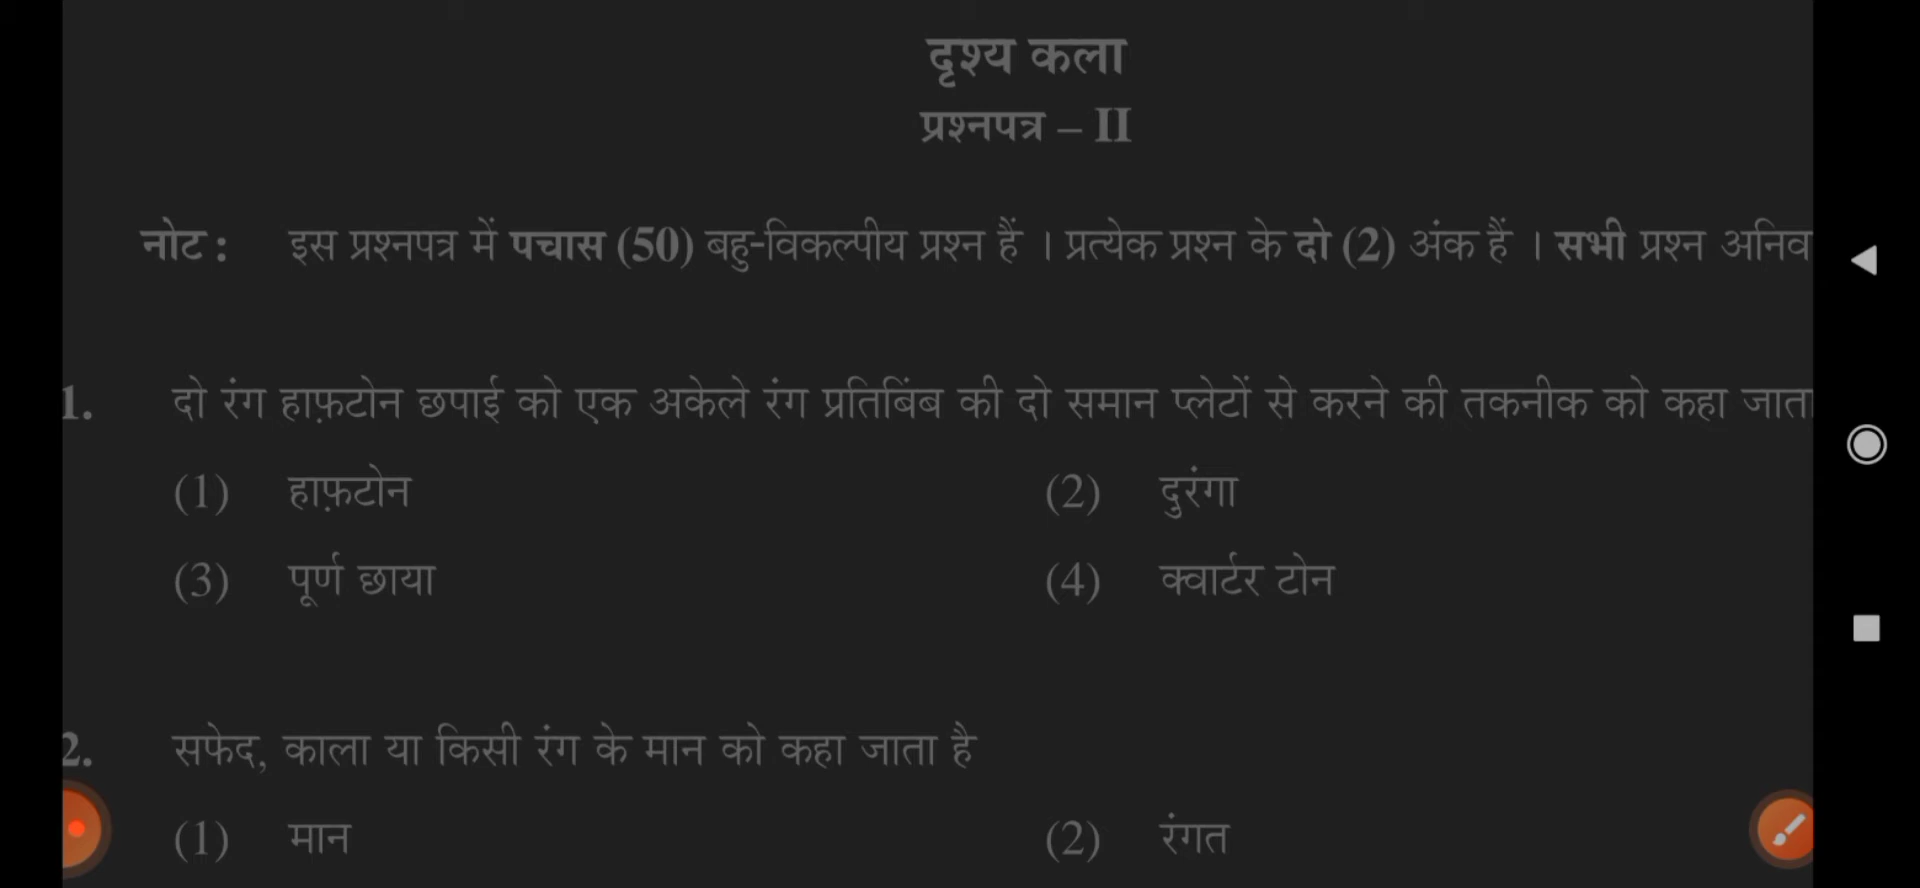 दृश्य कला
प्रश्नपत्र – II
नोट : इस प्रश्नपत्र में पचास (50) बहु-विकल्पीय प्रश्न हैं । प्रत्येक प्रश्न के दो (2) अंक हैं । सभी प्रश्न अनिव
1. दो रंग हाफ़टोन छपाई को एक अकेले रंग प्रतिबिंब की दो समान प्लेटों से करने की तकनीक को कहा जाता
(1) हाफ़टोन (2) दुरंगा
(3) पूर्ण छाया (4) क्वार्टर टोन
2. सफेद, काला या किसी रंग के मान को कहा जाता है
(1) मान (2) रंगत